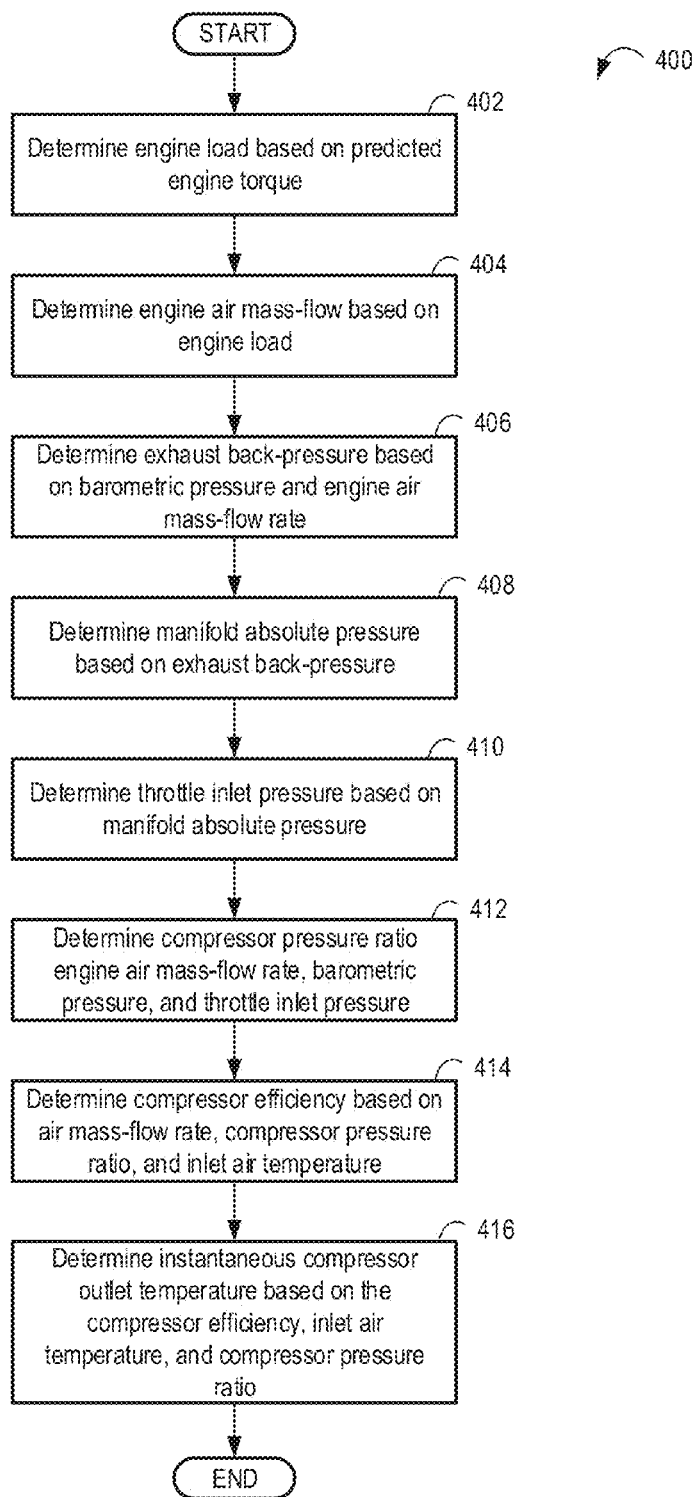 START
400
402
Determine engine load based on predicted
engine torque
404
Determine engine air mass-flow based on
engine load
406
Determine exhaust back-pressure based
on barometric pressure and engine air
mass-flow rate
408
Determine manifold absolute pressure
based on exhaust back-pressure
410
Determine throttle inlet pressure based on
manifold absolute pressure
412
Determine compressor pressure ratio
engine air mass-flow rate, barometric
pressure, and throttle inlet pressure
414
Determine compressor efficiency based on
air mass-flow rate, compressor pressure
ratio, and inlet air temperature
416
Determine instantaneous compressor
outlet temperature based on the
compressor efficiency, inlet air
temperature, and compressor pressure
ratio
END